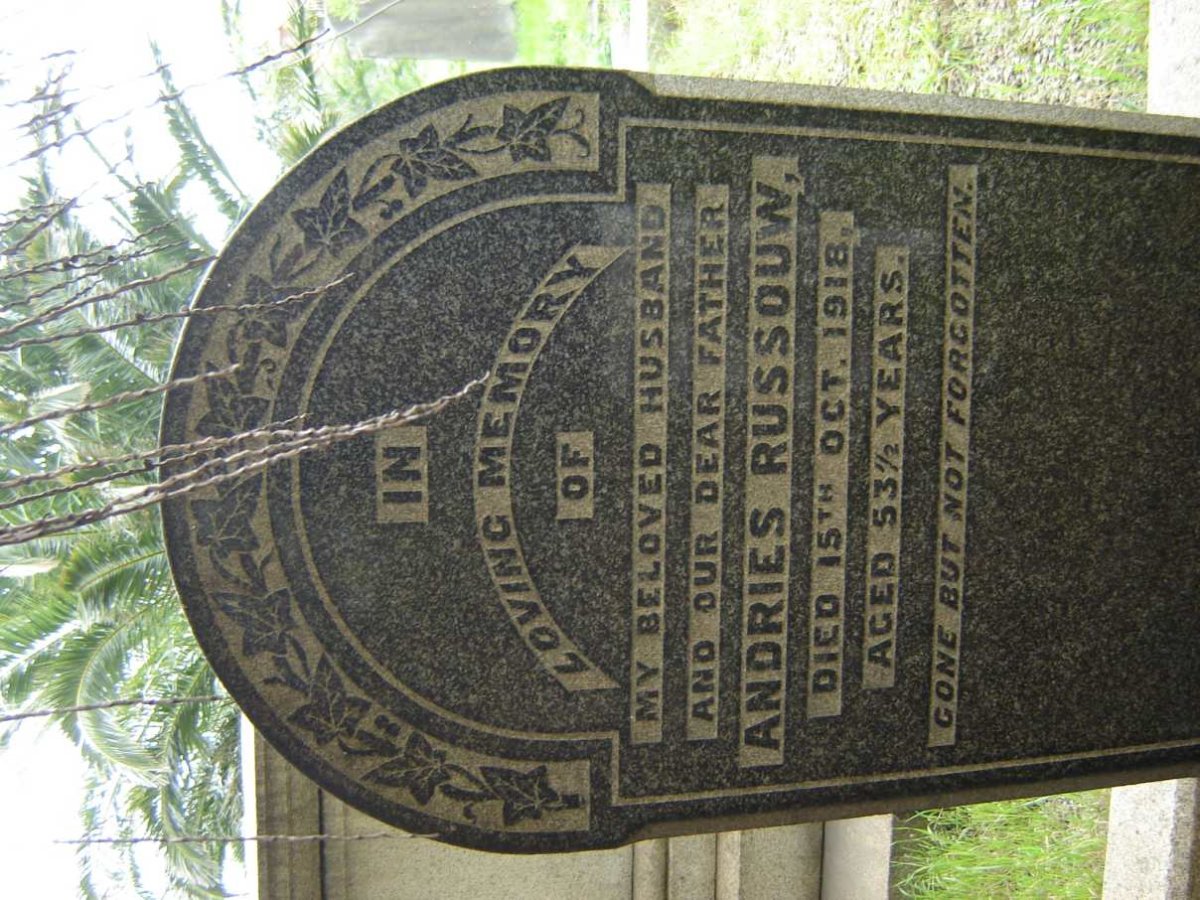 IN
LOVING MEMORY
OF
MY BELOVED HUSBAND
AND OUR DEAR FATHER
ANDRIES RUSSOUW,
DIED 15TH OCT. 1918.
AGED 53½ YEARS.
GONE BUT NOT FORGOTTEN.